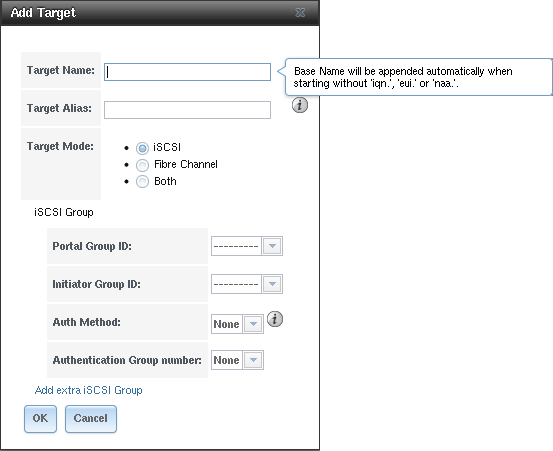 Add Target
Target Name:
Base Name will be appended automatically when
starting without 'iqn.', 'eui.' or 'naa.'.
Target Alias:
i
Target Mode:
iSCSI
Fibre Channel
Both
iSCSI Group
Portal Group ID: ---------
Initiator Group ID: ---------
Auth Method: None i
Authentication Group number: None
Add extra iSCSI Group
OK Cancel